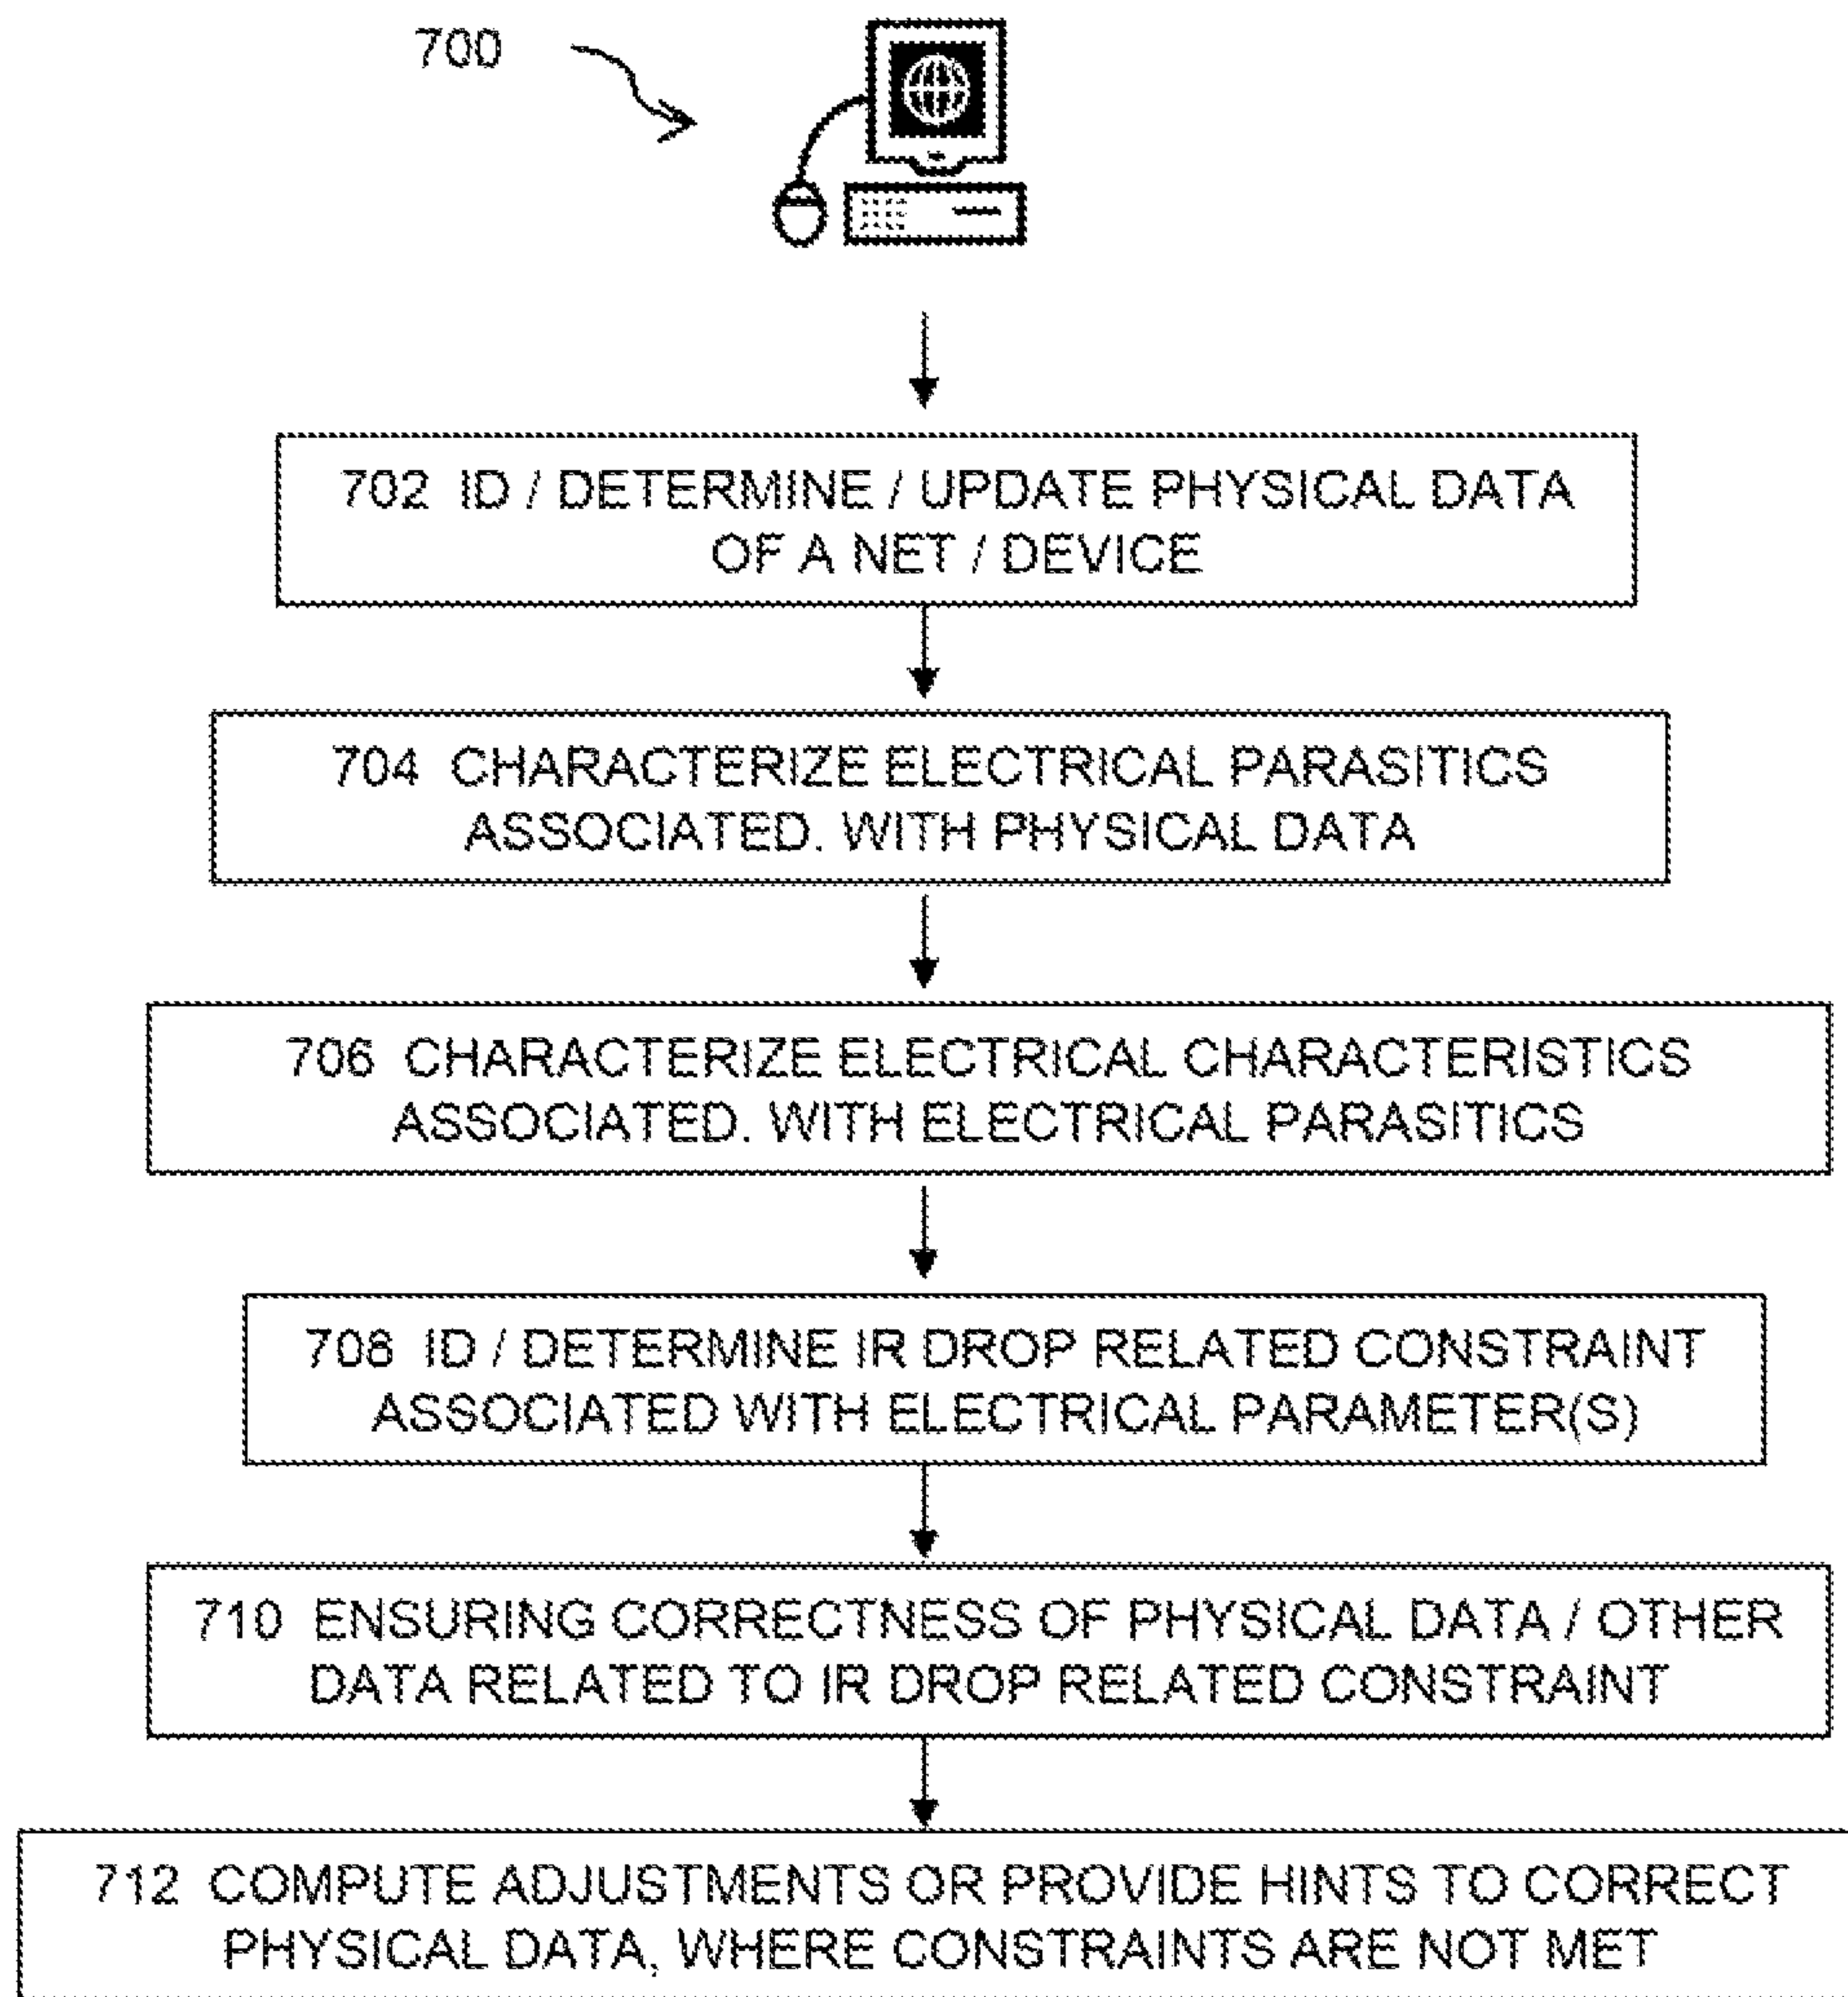 700
702 ID / DETERMINE / UPDATE PHYSICAL DATA
OF A NET / DEVICE
704 CHARACTERIZE ELECTRICAL PARASITICS
ASSOCIATED. WITH PHYSICAL DATA
706 CHARACTERIZE ELECTRICAL CHARACTERISTICS
ASSOCIATED. WITH ELECTRICAL PARASITICS
708 ID / DETERMINE IR DROP RELATED CONSTRAINT
ASSOCIATED WITH ELECTRICAL PARAMETER(S)
710 ENSURING CORRECTNESS OF PHYSICAL DATA / OTHER
DATA RELATED TO IR DROP RELATED CONSTRAINT
712 COMPUTE ADJUSTMENTS OR PROVIDE HINTS TO CORRECT
PHYSICAL DATA, WHERE CONSTRAINTS ARE NOT MET